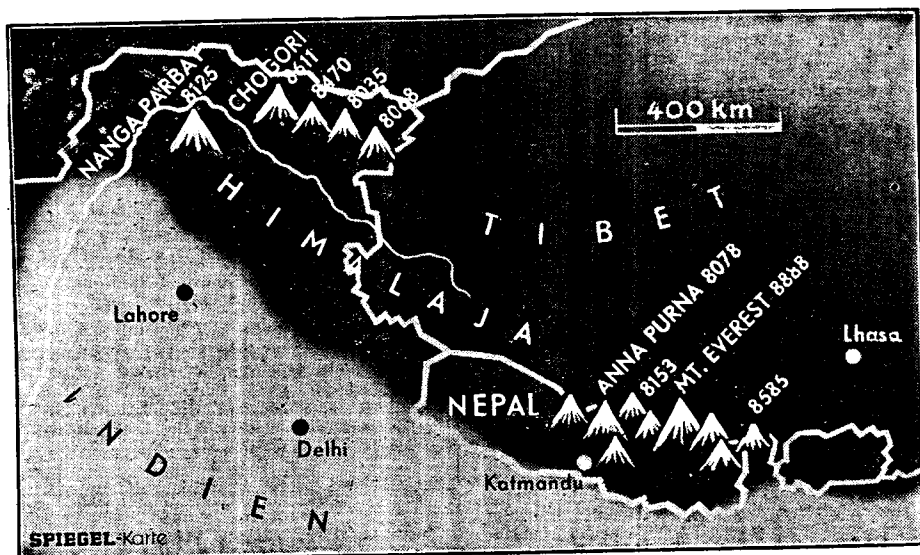 NANGA PARBAT
8125
CHOGORI
8611
8470
8035
8068
400 km
HIMALAJA
TIBET
Lahore
ANNA PURNA 8078
8153
MT. EVEREST 8888
8585
Lhasa
NEPAL
Delhi
Katmandu
INDIEN
SPIEGEL-Karte